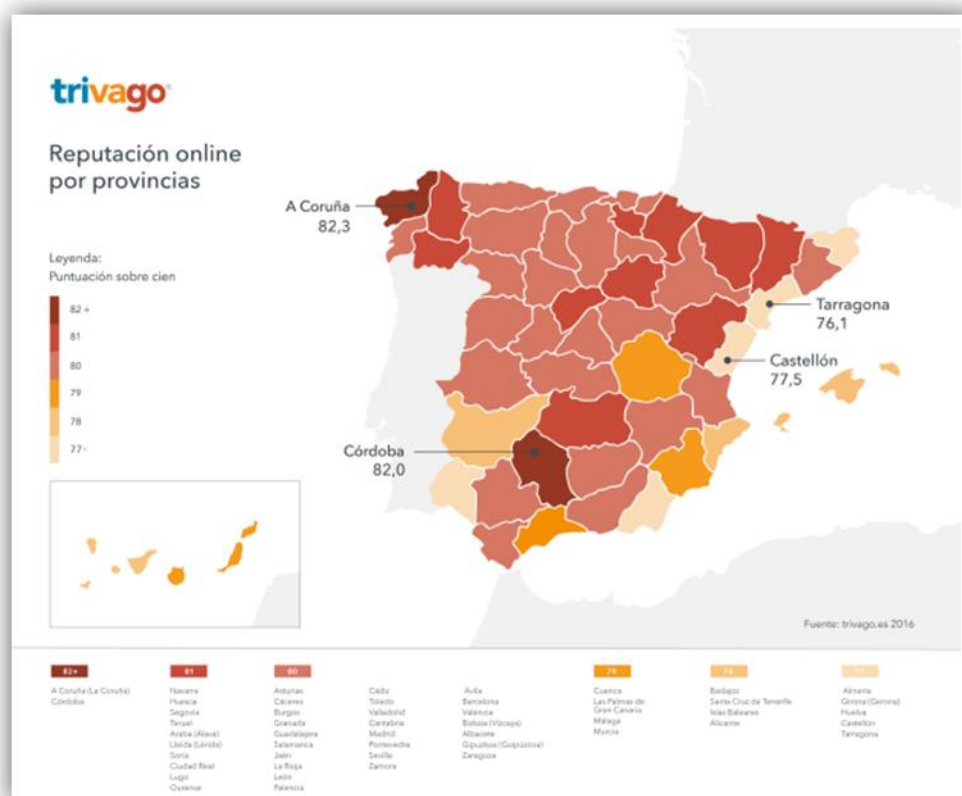 trivago
Reputación online
por provincias
Leyenda:
Puntuación sobre cien
82 +
81
80
79
78
77-
A Coruña
82,3
Tarragona
76,1
Castellón
77,5
Córdoba
82,0
Fuente: trivago.es 2016
82+
A Coruña (La Coruña)
Córdoba
81
Navarra
Huesca
Segovia
Teruel
Araba (Álava)
Lleida (Lérida)
Soria
Ciudad Real
Lugo
Ourense
80
Asturias
Cáceres
Burgos
Granada
Guadalajara
Salamanca
Jaén
La Rioja
León
Palencia
Cádiz
Toledo
Valladolid
Cantabria
Madrid
Pontevedra
Sevilla
Zamora
Ávila
Barcelona
Valencia
Bizkaia (Vizcaya)
Albacete
Gipuzkoa (Guipúzcoa)
Zaragoza
79
Cuenca
Las Palmas de
Gran Canaria
Málaga
Murcia
78
Badajoz
Santa Cruz de Tenerife
Islas Baleares
Alicante
Almería
Girona (Gerona)
Huelva
Castellón
Tarragona